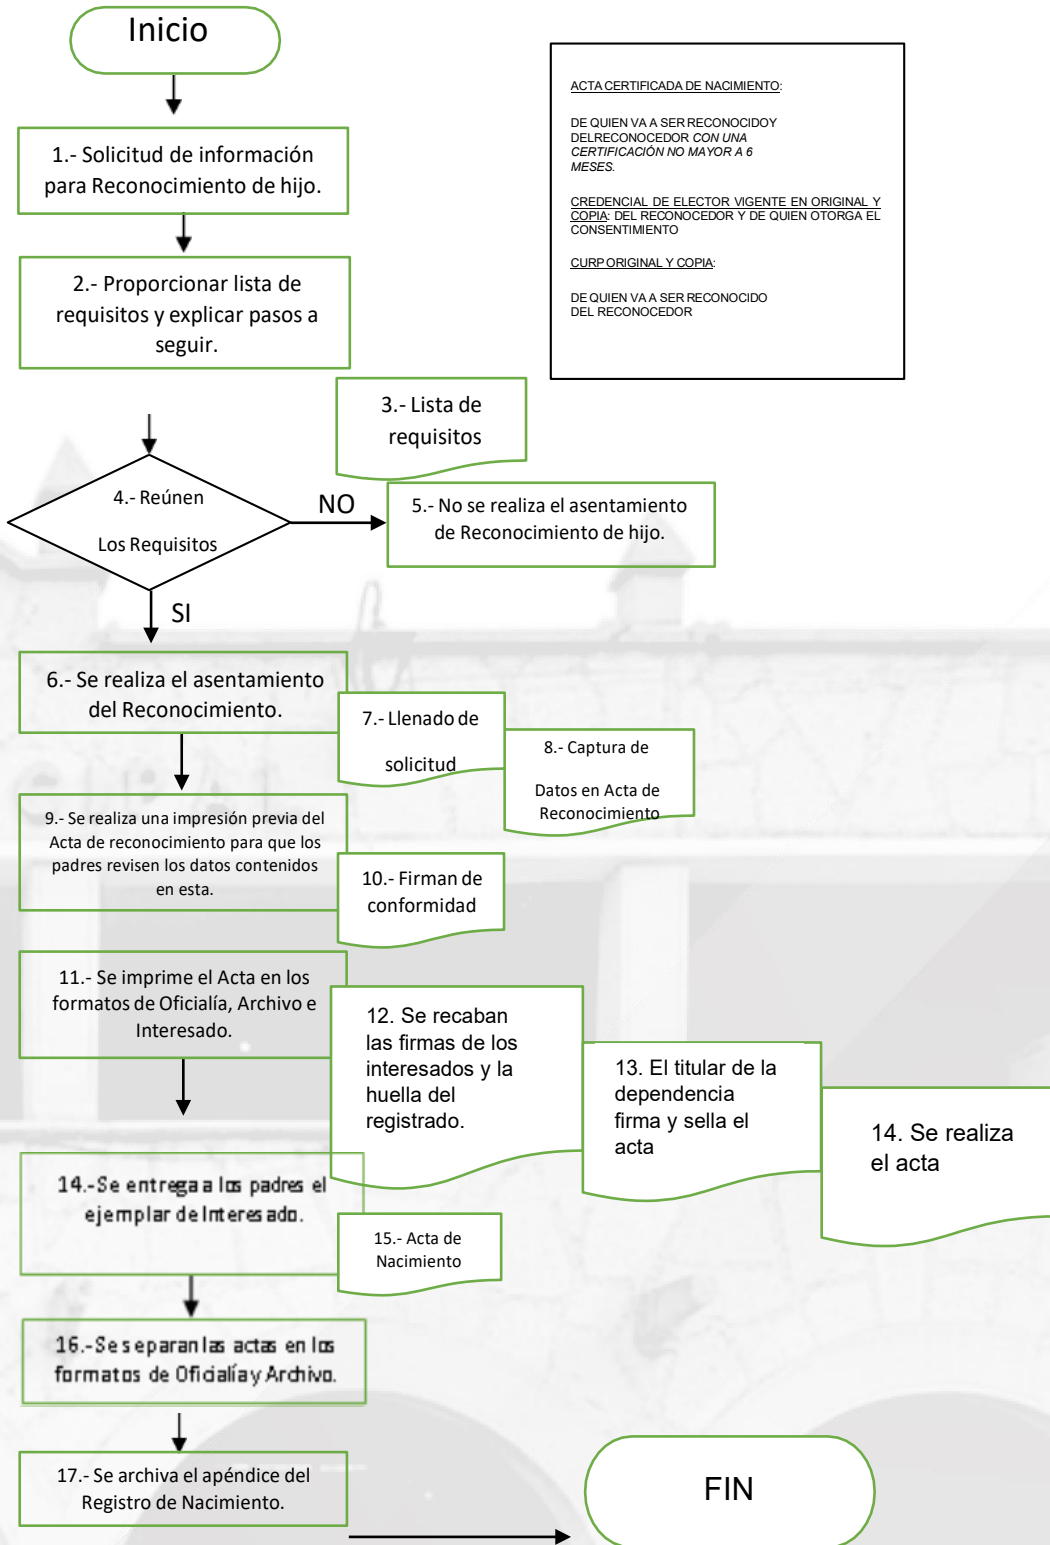 Inicio
ACTA CERTIFICADA DE NACIMIENTO:
DE QUIEN VA A SER RECONOCIDOY
DELRECONOCEDOR CON UNA
CERTIFICACIÓN NO MAYOR A 6
MESES.
CREDENCIAL DE ELECTOR VIGENTE EN ORIGINAL Y
COPIA: DEL RECONOCEDOR Y DE QUIEN OTORGA EL
CONSENTIMIENTO
CURP ORIGINAL Y COPIA:
DE QUIEN VA A SER RECONOCIDO
DEL RECONOCEDOR
1.- Solicitud de información
para Reconocimiento de hijo.
2.- Proporcionar lista de
requisitos y explicar pasos a
seguir.
3.- Lista de
requisitos
4.- Reúnen
Los Requisitos
NO
5.- No se realiza el asentamiento
de Reconocimiento de hijo.
SI
6.- Se realiza el asentamiento
del Reconocimiento.
7.- Llenado de
solicitud
8.- Captura de
Datos en Acta de
Reconocimiento
9.- Se realiza una impresión previa del
Acta de reconocimiento para que los
padres revisen los datos contenidos
en esta.
10.- Firman de
conformidad
11.- Se imprime el Acta en los
formatos de Oficialía, Archivo e
Interesado.
12. Se recaban
las firmas de los
interesados y la
huella del
registrado.
13. El titular de la
dependencia
firma y sella el
acta
14. Se realiza
el acta
14.-Se entrega a los padres el
ejemplar de Interesado.
15.- Acta de
Nacimiento
16.-Se separan las actas en los
formatos de Oficialía y Archivo.
17.- Se archiva el apéndice del
Registro de Nacimiento.
FIN